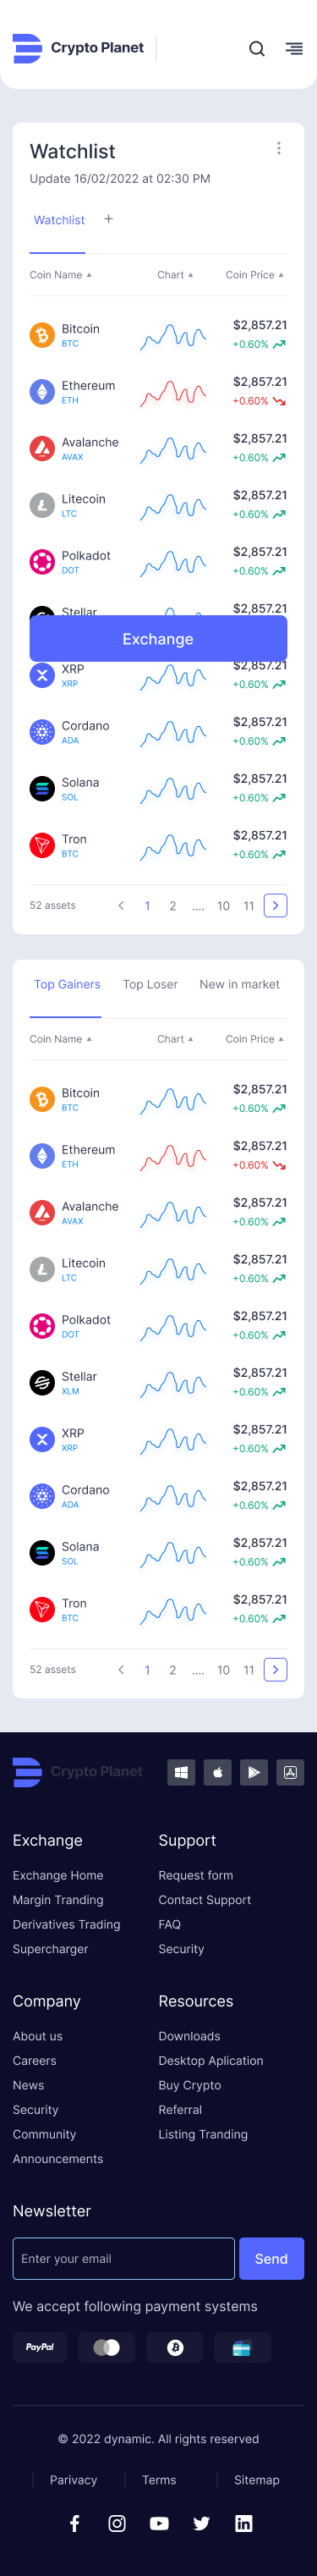 Crypto Planet
Watchlist
Update 16/02/2022 at 02:30 PM
Watchlist +
Coin Name Chart Coin Price
Bitcoin $2,857.21
BTC +0.60%
Ethereum $2,857.21
ETH +0.60%
Avalanche $2,857.21
AVAX +0.60%
Litecoin $2,857.21
LTC +0.60%
Polkadot $2,857.21
DOT +0.60%
Stellar $2,857.21
Exchange
XRP $2,857.21
XRP +0.60%
Cordano $2,857.21
ADA +0.60%
Solana $2,857.21
SOL +0.60%
Tron $2,857.21
BTC +0.60%
52 assets 1 2 .... 10 11
Top Gainers Top Loser New in market
Coin Name Chart Coin Price
Bitcoin $2,857.21
BTC +0.60%
Ethereum $2,857.21
ETH +0.60%
Avalanche $2,857.21
AVAX +0.60%
Litecoin $2,857.21
LTC +0.60%
Polkadot $2,857.21
DOT +0.60%
Stellar $2,857.21
XLM +0.60%
XRP $2,857.21
XRP +0.60%
Cordano $2,857.21
ADA +0.60%
Solana $2,857.21
SOL +0.60%
Tron $2,857.21
BTC +0.60%
52 assets 1 2 .... 10 11
Crypto Planet
Exchange
Exchange Home
Margin Tranding
Derivatives Trading
Supercharger
Support
Request form
Contact Support
FAQ
Security
Company
About us
Careers
News
Security
Community
Announcements
Resources
Downloads
Desktop Aplication
Buy Crypto
Referral
Listing Tranding
Newsletter
Enter your email Send
We accept following payment systems
PayPal
© 2022 dynamic. All rights reserved
Parivacy Terms Sitemap